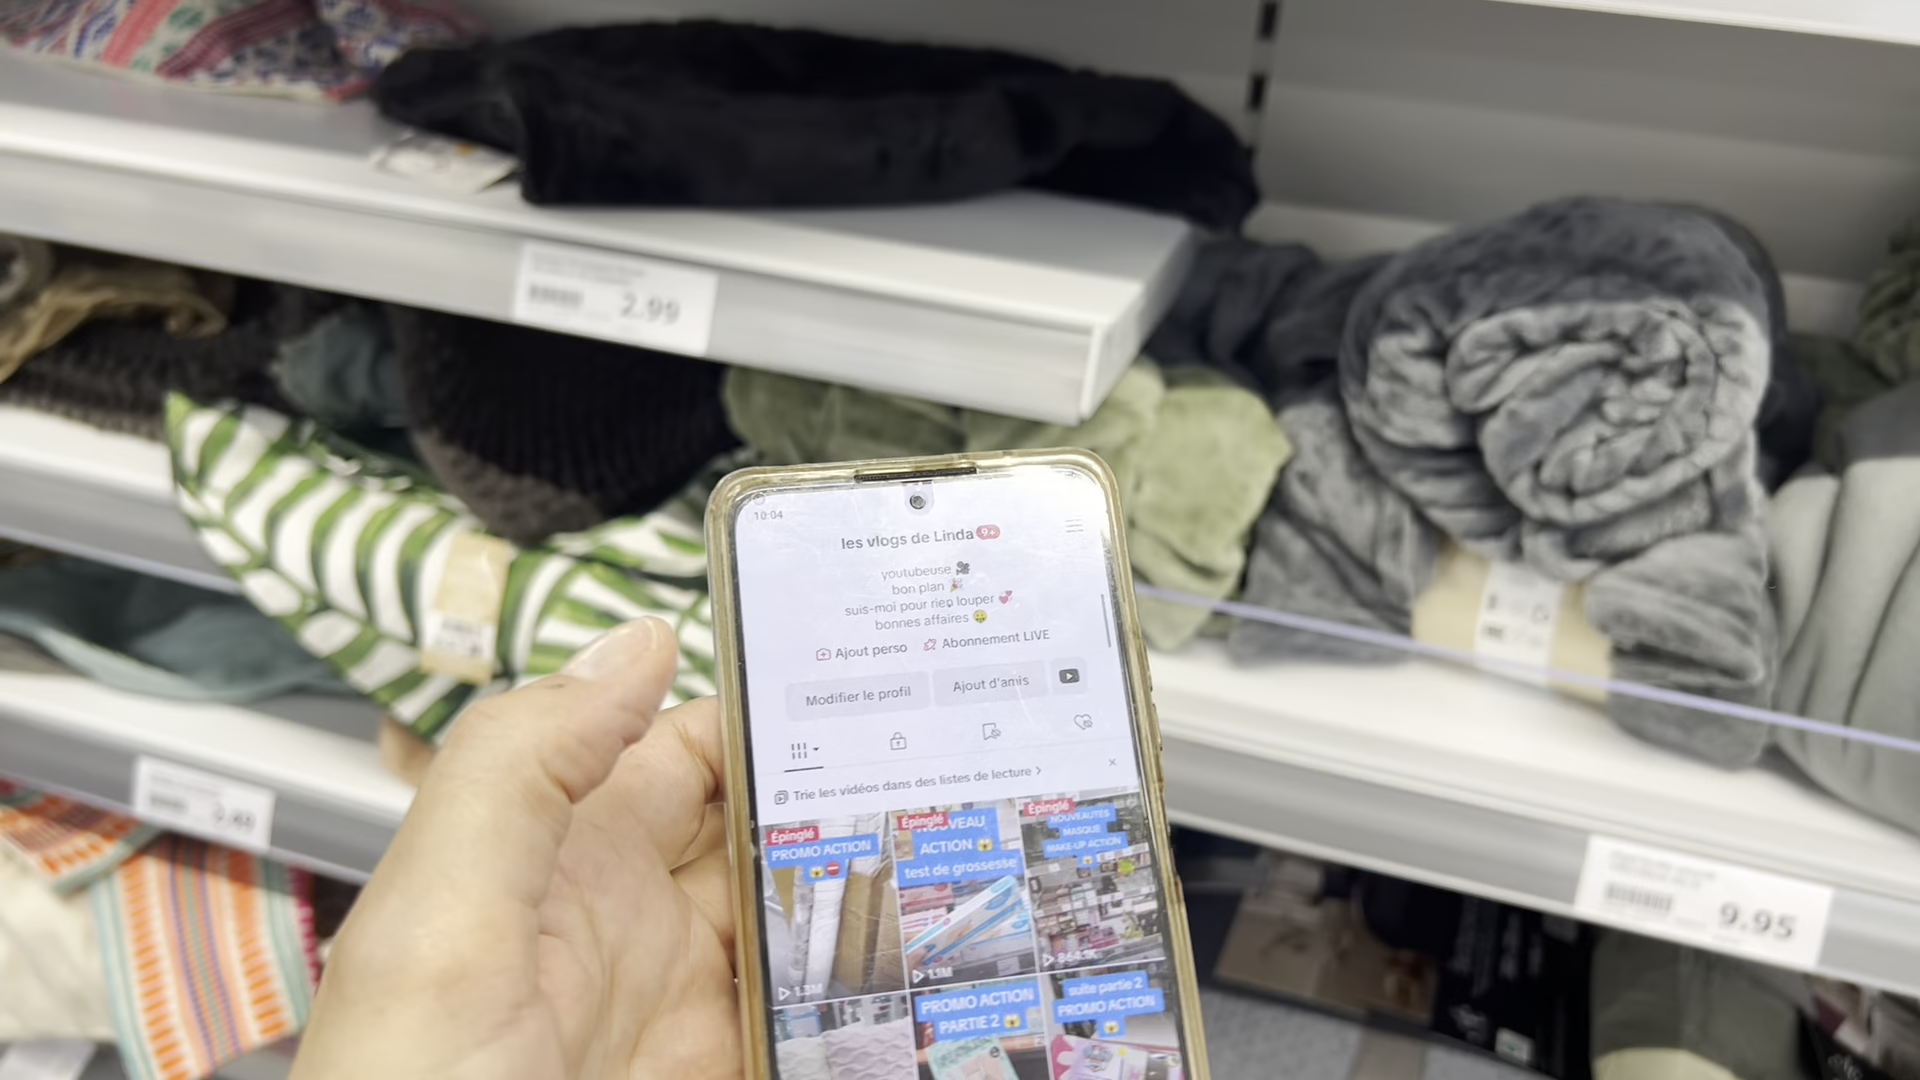 2.99
10:04
les vlogs de Linda 9+
youtubeuse 🎥
bon plan 🎉
suis-moi pour rien louper 💞
bonnes affaires 🤑
Ajout perso
Abonnement LIVE
Modifier le profil
Ajout d'amis
Trie les vidéos dans des listes de lecture >
Épinglé
PROMO ACTION
😱⛔
1.3M
Épinglé
NOUVEAU
ACTION 😱
test de grossesse
1.1M
Épinglé
NOUVEAUTÉS
MASQUE
MAKE-UP ACTION
😱
PROMO ACTION
PARTIE 2 😱
suite partie 2
PROMO ACTION
😱
9.95